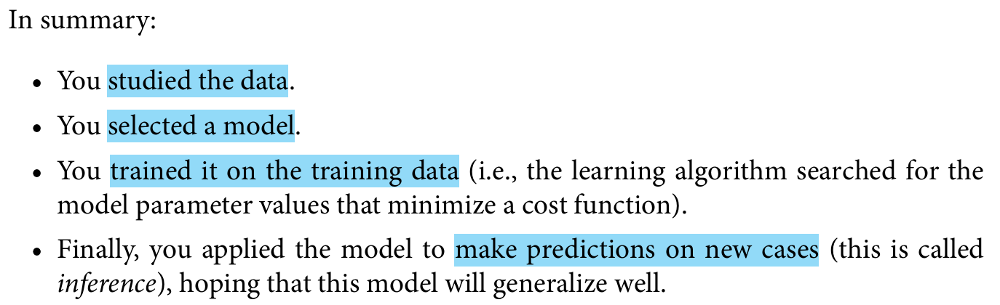 In summary:
• You studied the data.
• You selected a model.
• You trained it on the training data (i.e., the learning algorithm searched for the
model parameter values that minimize a cost function).
• Finally, you applied the model to make predictions on new cases (this is called
inference), hoping that this model will generalize well.